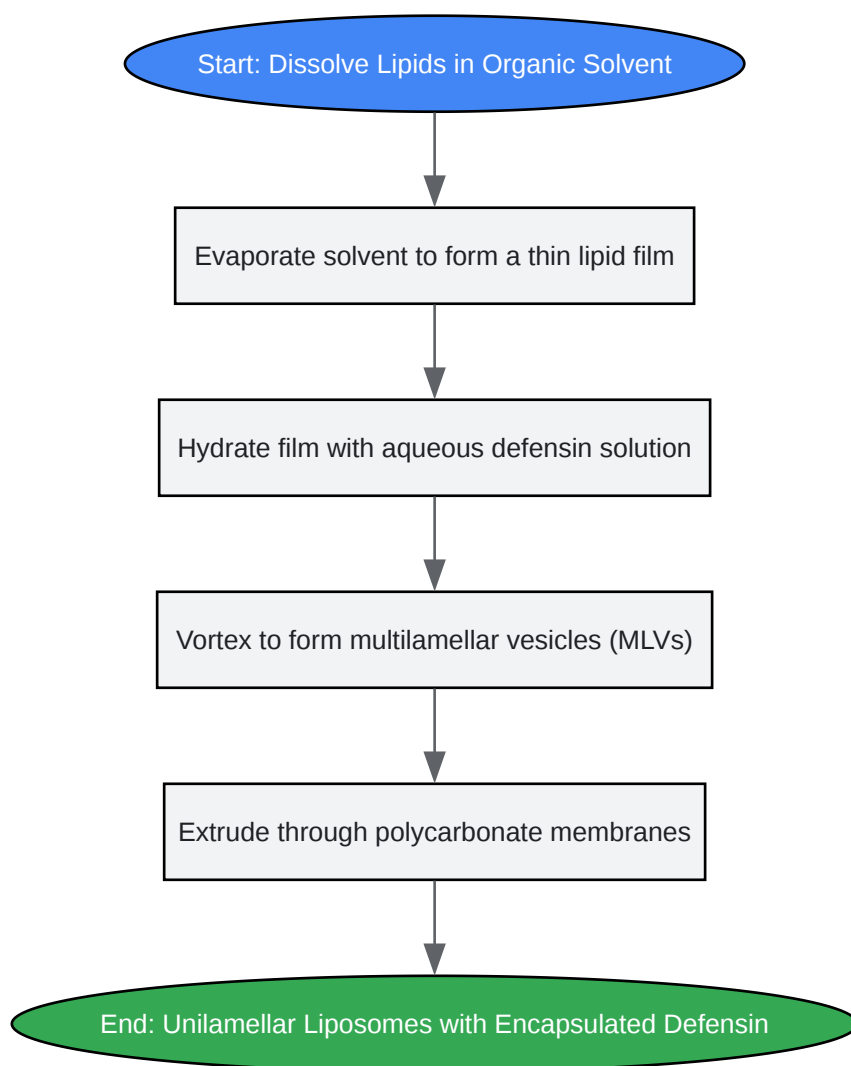 Start: Dissolve Lipids in Organic Solvent
Evaporate solvent to form a thin lipid film
Hydrate film with aqueous defensin solution
Vortex to form multilamellar vesicles (MLVs)
Extrude through polycarbonate membranes
End: Unilamellar Liposomes with Encapsulated Defensin